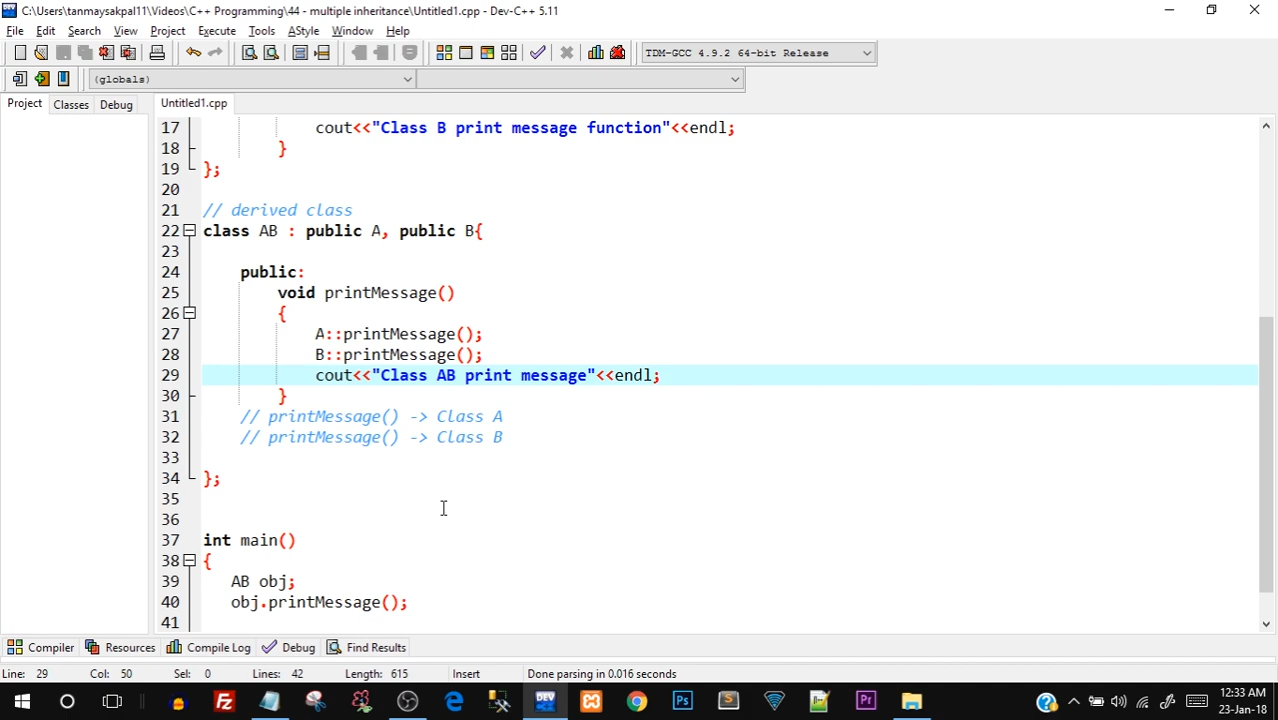 C:\Users\tanmaysakpal11\Videos\C++ Programming\44 - multiple inheritance\Untitled1.cpp - Dev-C++ 5.11
File Edit Search View Project Execute Tools AStyle Window Help
TDM-GCC 4.9.2 64-bit Release
(globals)
Project Classes Debug Untitled1.cpp
17 cout<<"Class B print message function"<<endl;
18 }
19 };
20
21 // derived class
22 class AB : public A, public B{
23
24 public:
25 void printMessage()
26 {
27 A::printMessage();
28 B::printMessage();
29 cout<<"Class AB print message"<<endl;
30 }
31 // printMessage() -> Class A
32 // printMessage() -> Class B
33
34 };
35
36
37 int main()
38 {
39 AB obj;
40 obj.printMessage();
41
Compiler Resources Compile Log Debug Find Results
Line: 29 Col: 50 Sel: 0 Lines: 42 Length: 615 Insert Done parsing in 0.016 seconds
12:33 AM
23-Jan-18